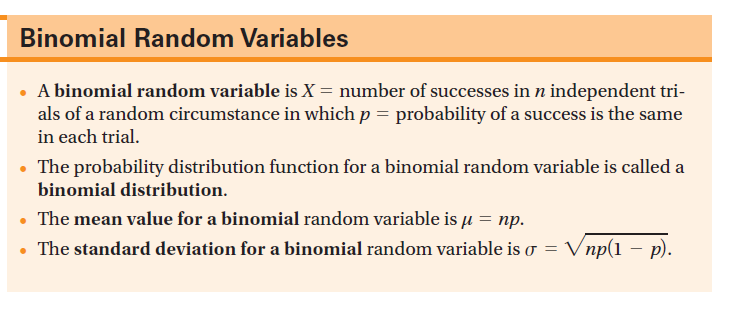 Binomial Random Variables
• A binomial random variable is X = number of successes in n independent tri-
als of a random circumstance in which p = probability of a success is the same
in each trial.
• The probability distribution function for a binomial random variable is called a
binomial distribution.
• The mean value for a binomial random variable is μ = np.
• The standard deviation for a binomial random variable is σ = √np(1 − p).